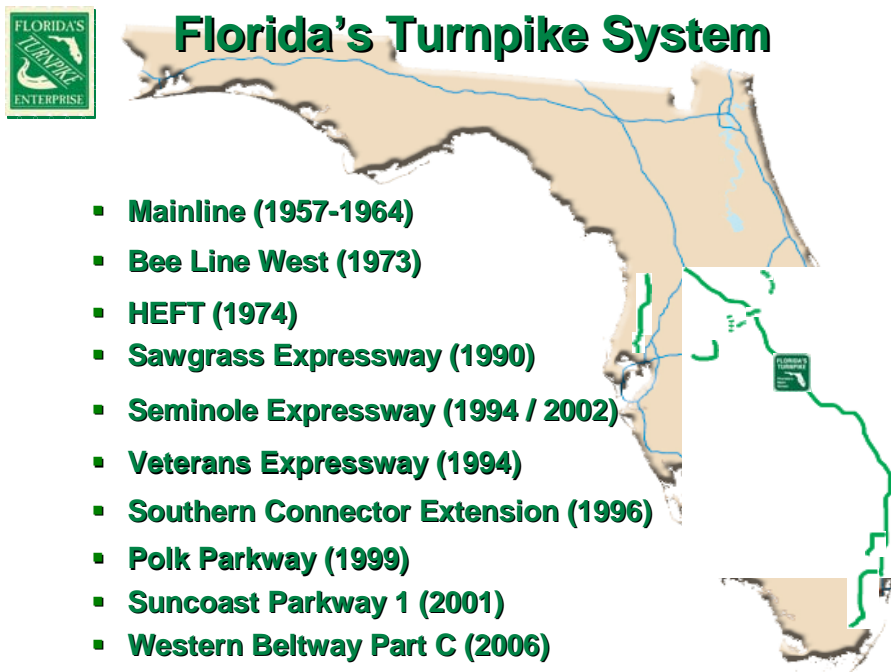 Florida's Turnpike System
FLORIDA'S
TURNPIKE
ENTERPRISE
▪ Mainline (1957-1964)
▪ Bee Line West (1973)
▪ HEFT (1974)
▪ Sawgrass Expressway (1990)
▪ Seminole Expressway (1994 / 2002)
▪ Veterans Expressway (1994)
▪ Southern Connector Extension (1996)
▪ Polk Parkway (1999)
▪ Suncoast Parkway 1 (2001)
▪ Western Beltway Part C (2006)
FLORIDA'S
TURNPIKE